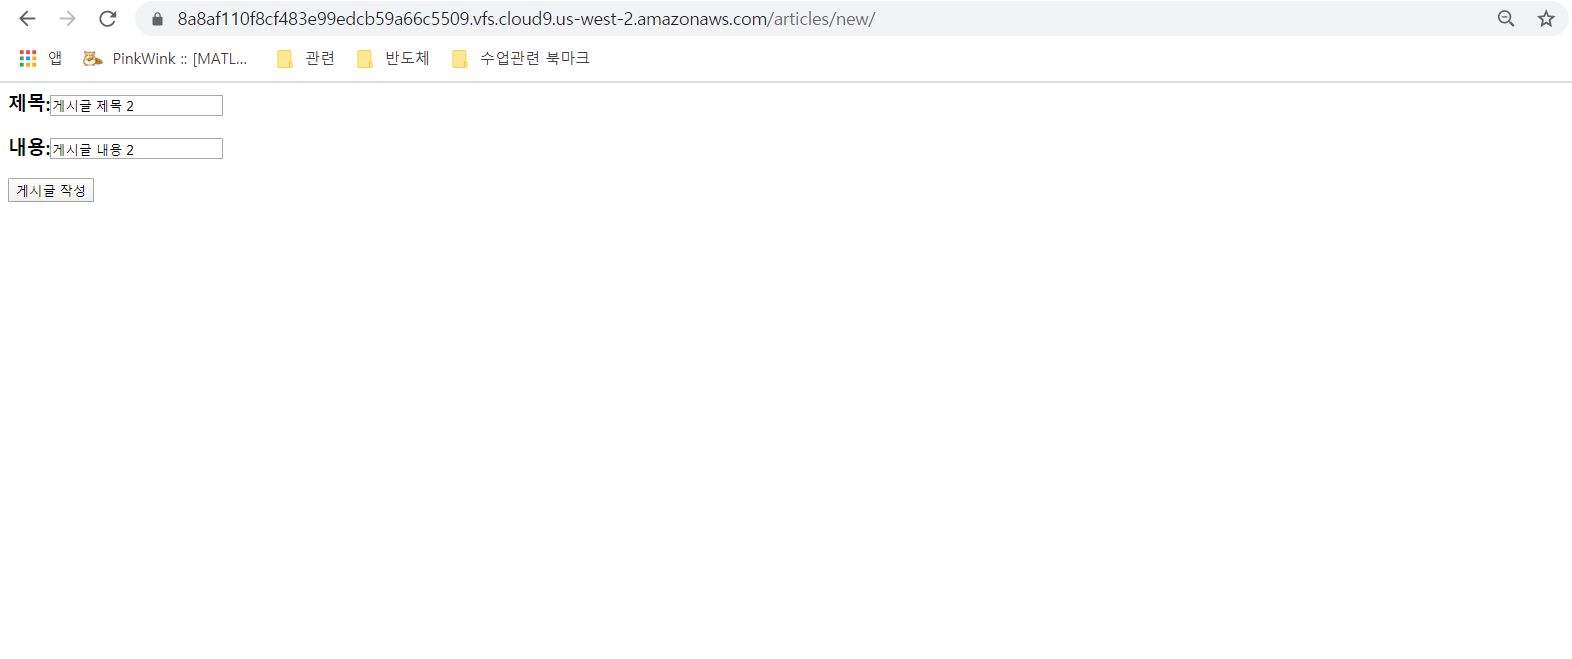 8a8af110f8cf483e99edcb59a66c5509.vfs.cloud9.us-west-2.amazonaws.com/articles/new/
앱 PinkWink :: [MATL... 관련 반도체 수업관련 북마크
제목:게시글 제목 2
내용:게시글 내용 2
게시글 작성